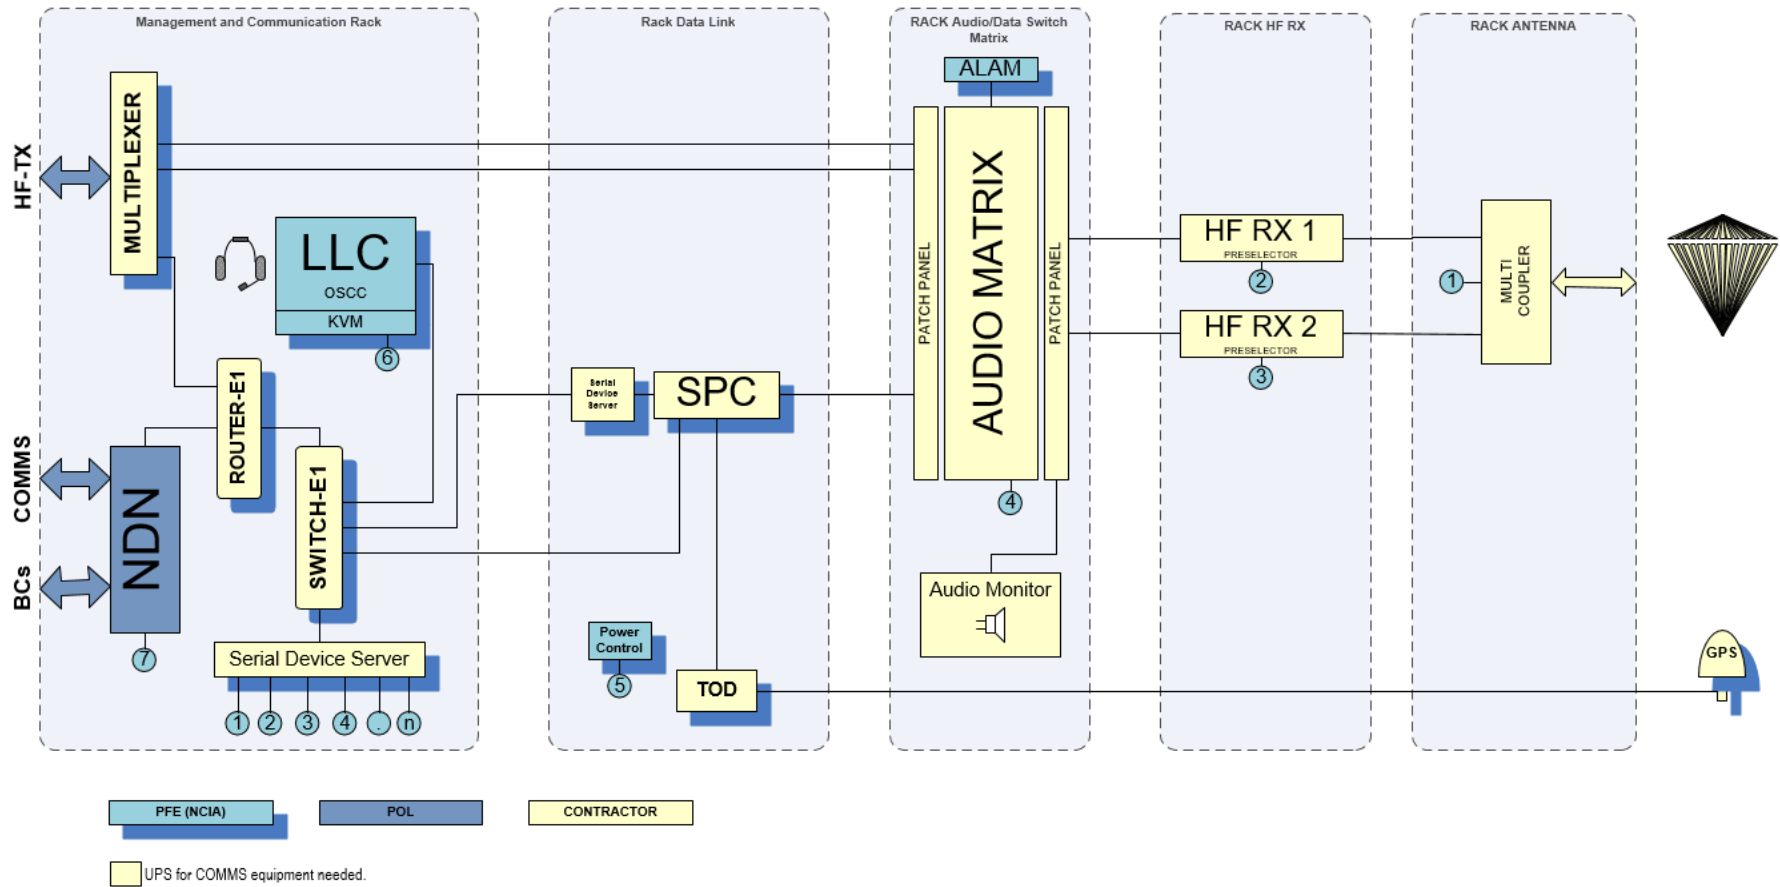 Management and Communication Rack
Rack Data Link
RACK Audio/Data Switch
Matrix
RACK HF RX
RACK ANTENNA
HF-TX
MULTIPLEXER
ALAM
LLC
OSCC
KVM
6
ROUTER-E1
COMMS
NDN
BCs
7
SWITCH-E1
Serial Device Server
1
2
3
4
.
n
Serial
Device
Server
SPC
Power
Control
5
TOD
PATCH PANEL
AUDIO MATRIX
PATCH PANEL
4
Audio Monitor
HF RX 1
PRESELECTOR
2
HF RX 2
PRESELECTOR
3
1
MULTI
COUPLER
GPS
PFE (NCIA)
POL
CONTRACTOR
UPS for COMMS equipment needed.